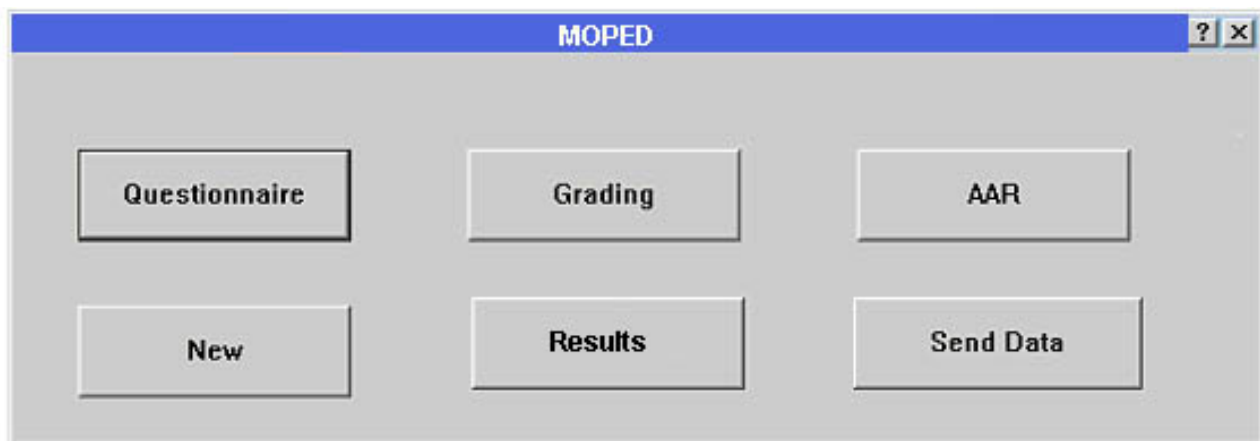 MOPED
Questionnaire
Grading
AAR
New
Results
Send Data